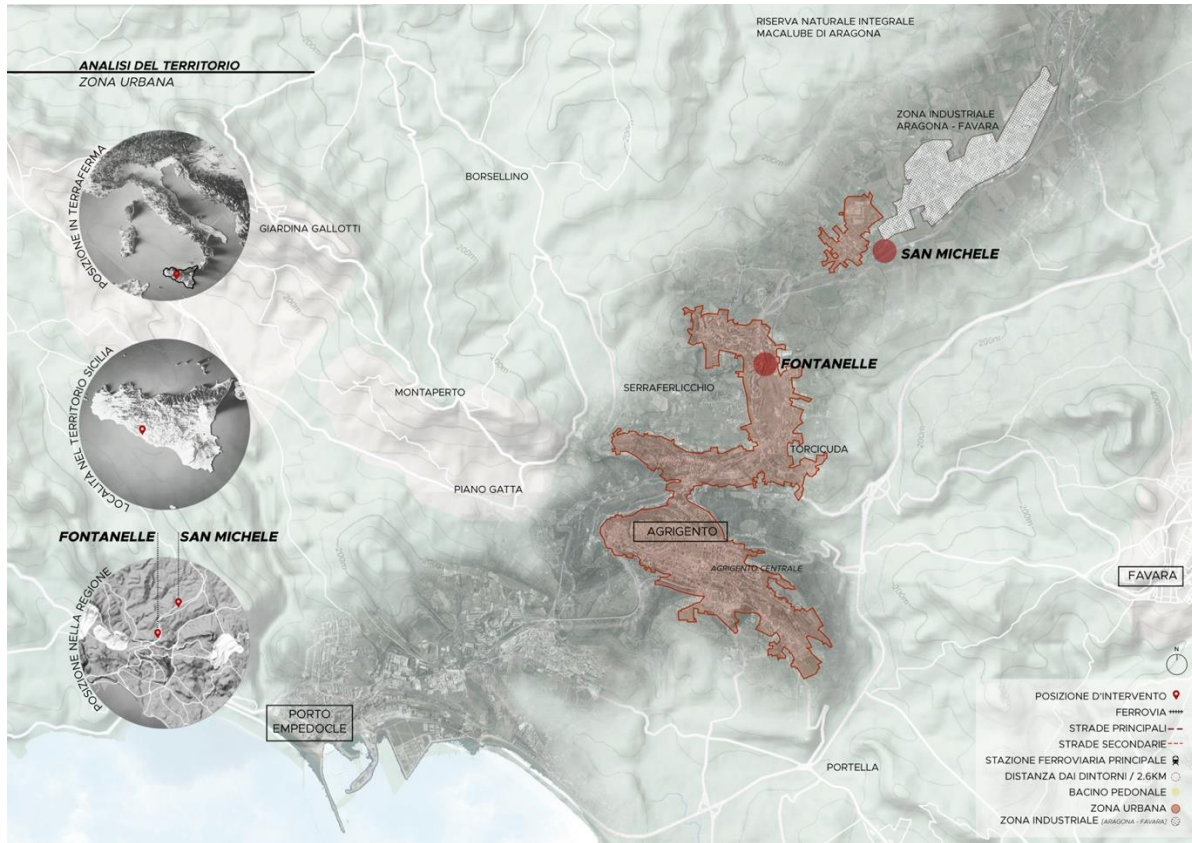 RISERVA NATURALE INTEGRALE
MACALUBE DI ARAGONA
ANALISI DEL TERRITORIO
ZONA URBANA
ZONA INDUSTRIALE
ARAGONA - FAVARA
POSIZIONE IN TERRAFERMA
BORSELLINO
GIARDINA GALLOTTI
SAN MICHELE
LOCALITA NEL TERRITORIO SICILIA
FONTANELLE
SERRAFERLICCHIO
MONTAPERTO
TORCICUDA
PIANO GATTA
FONTANELLE
SAN MICHELE
AGRIGENTO
AGRIGENTO CENTRALE
FAVARA
POSIZIONE NELLA REGIONE
N
PORTO
EMPEDOCLE
PORTELLA
POSIZIONE D'INTERVENTO
FERROVIA
STRADE PRINCIPALI
STRADE SECONDARIE
STAZIONE FERROVIARIA PRINCIPALE
DISTANZA DAI DINTORNI / 2.6KM
BACINO PEDONALE
ZONA URBANA
ZONA INDUSTRIALE [ARAGONA - FAVARA]